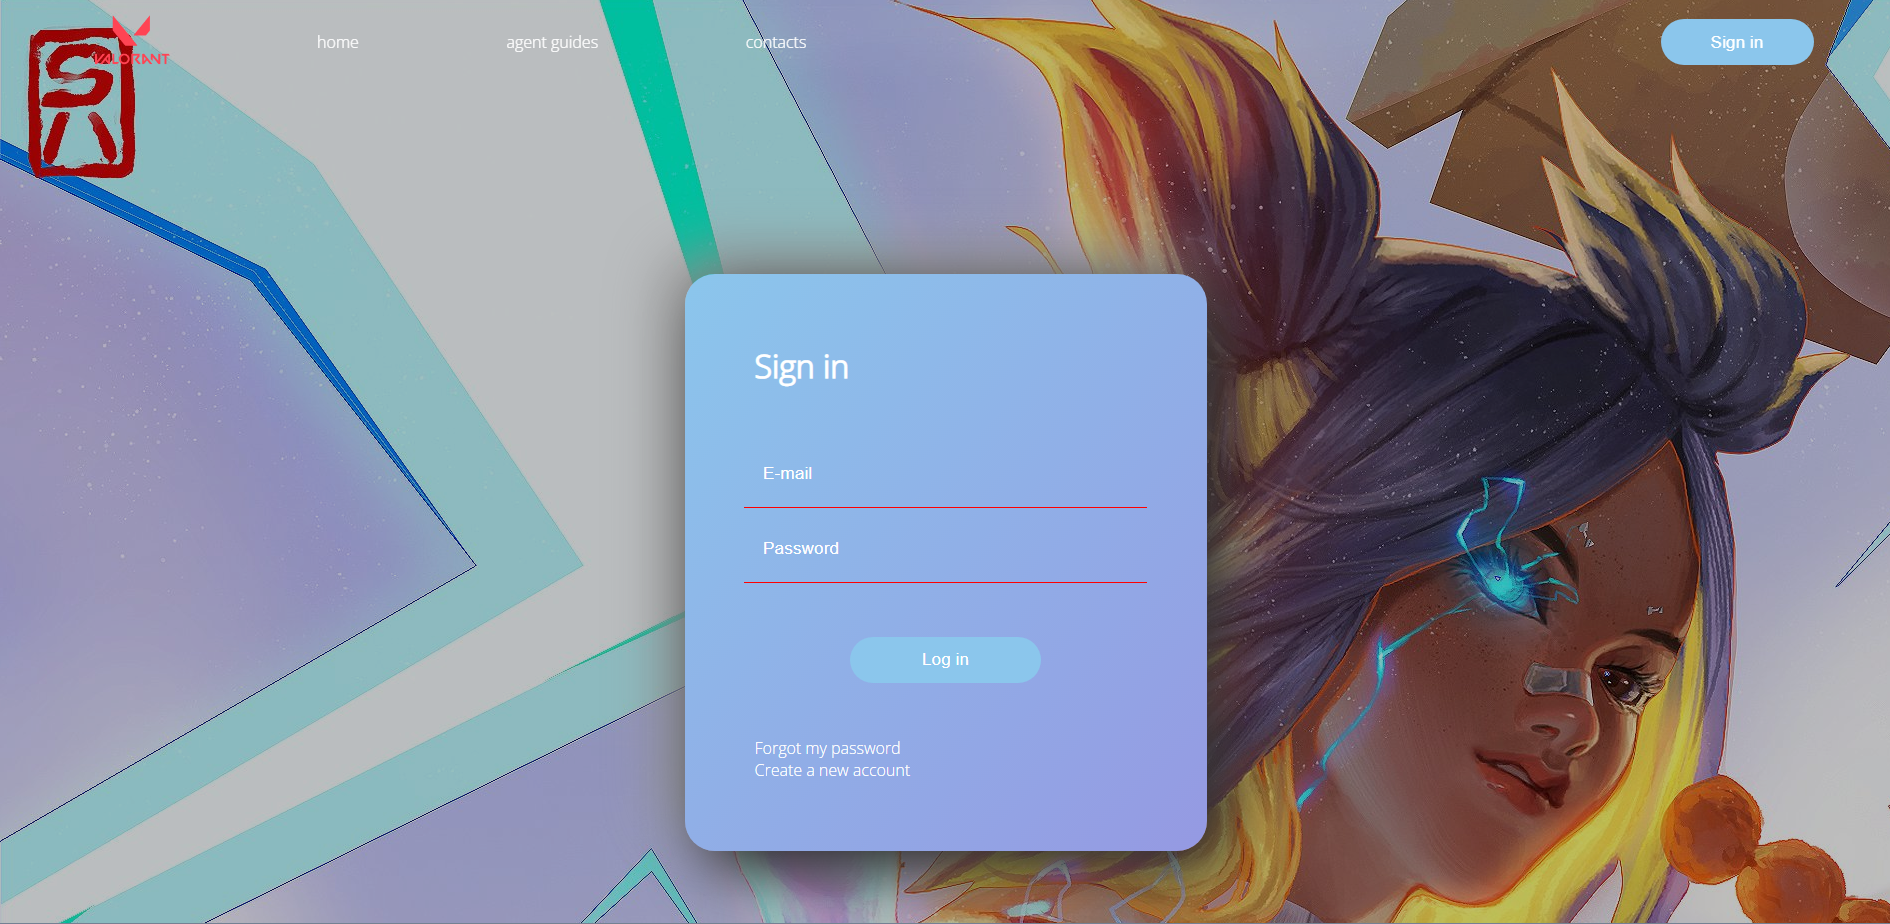 VALORANT
home
agent guides
contacts
Sign in
SA
Sign in
E-mail
Password
Log in
Forgot my password
Create a new account